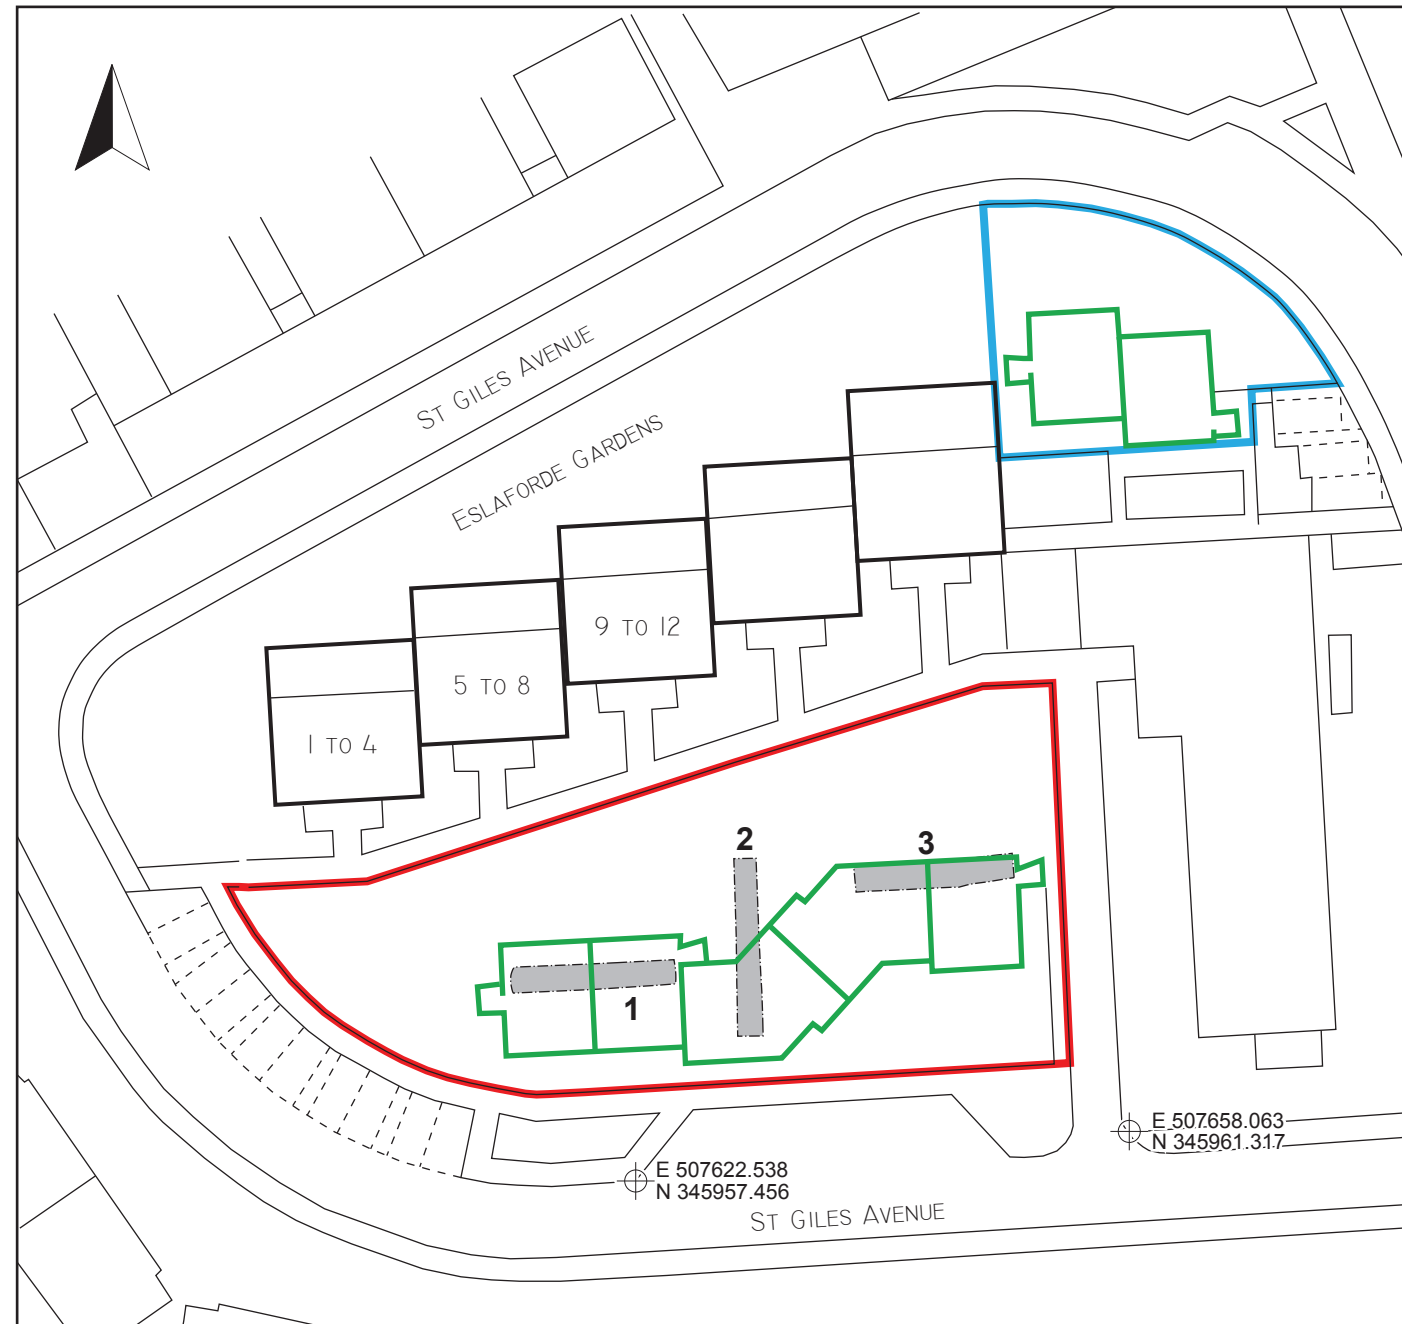 St Giles Avenue
Eslaforde Gardens
9 to 12
5 to 8
1 to 4
2
3
1
E 507658.063
N 345961.317
E 507622.538
N 345957.456
St Giles Avenue